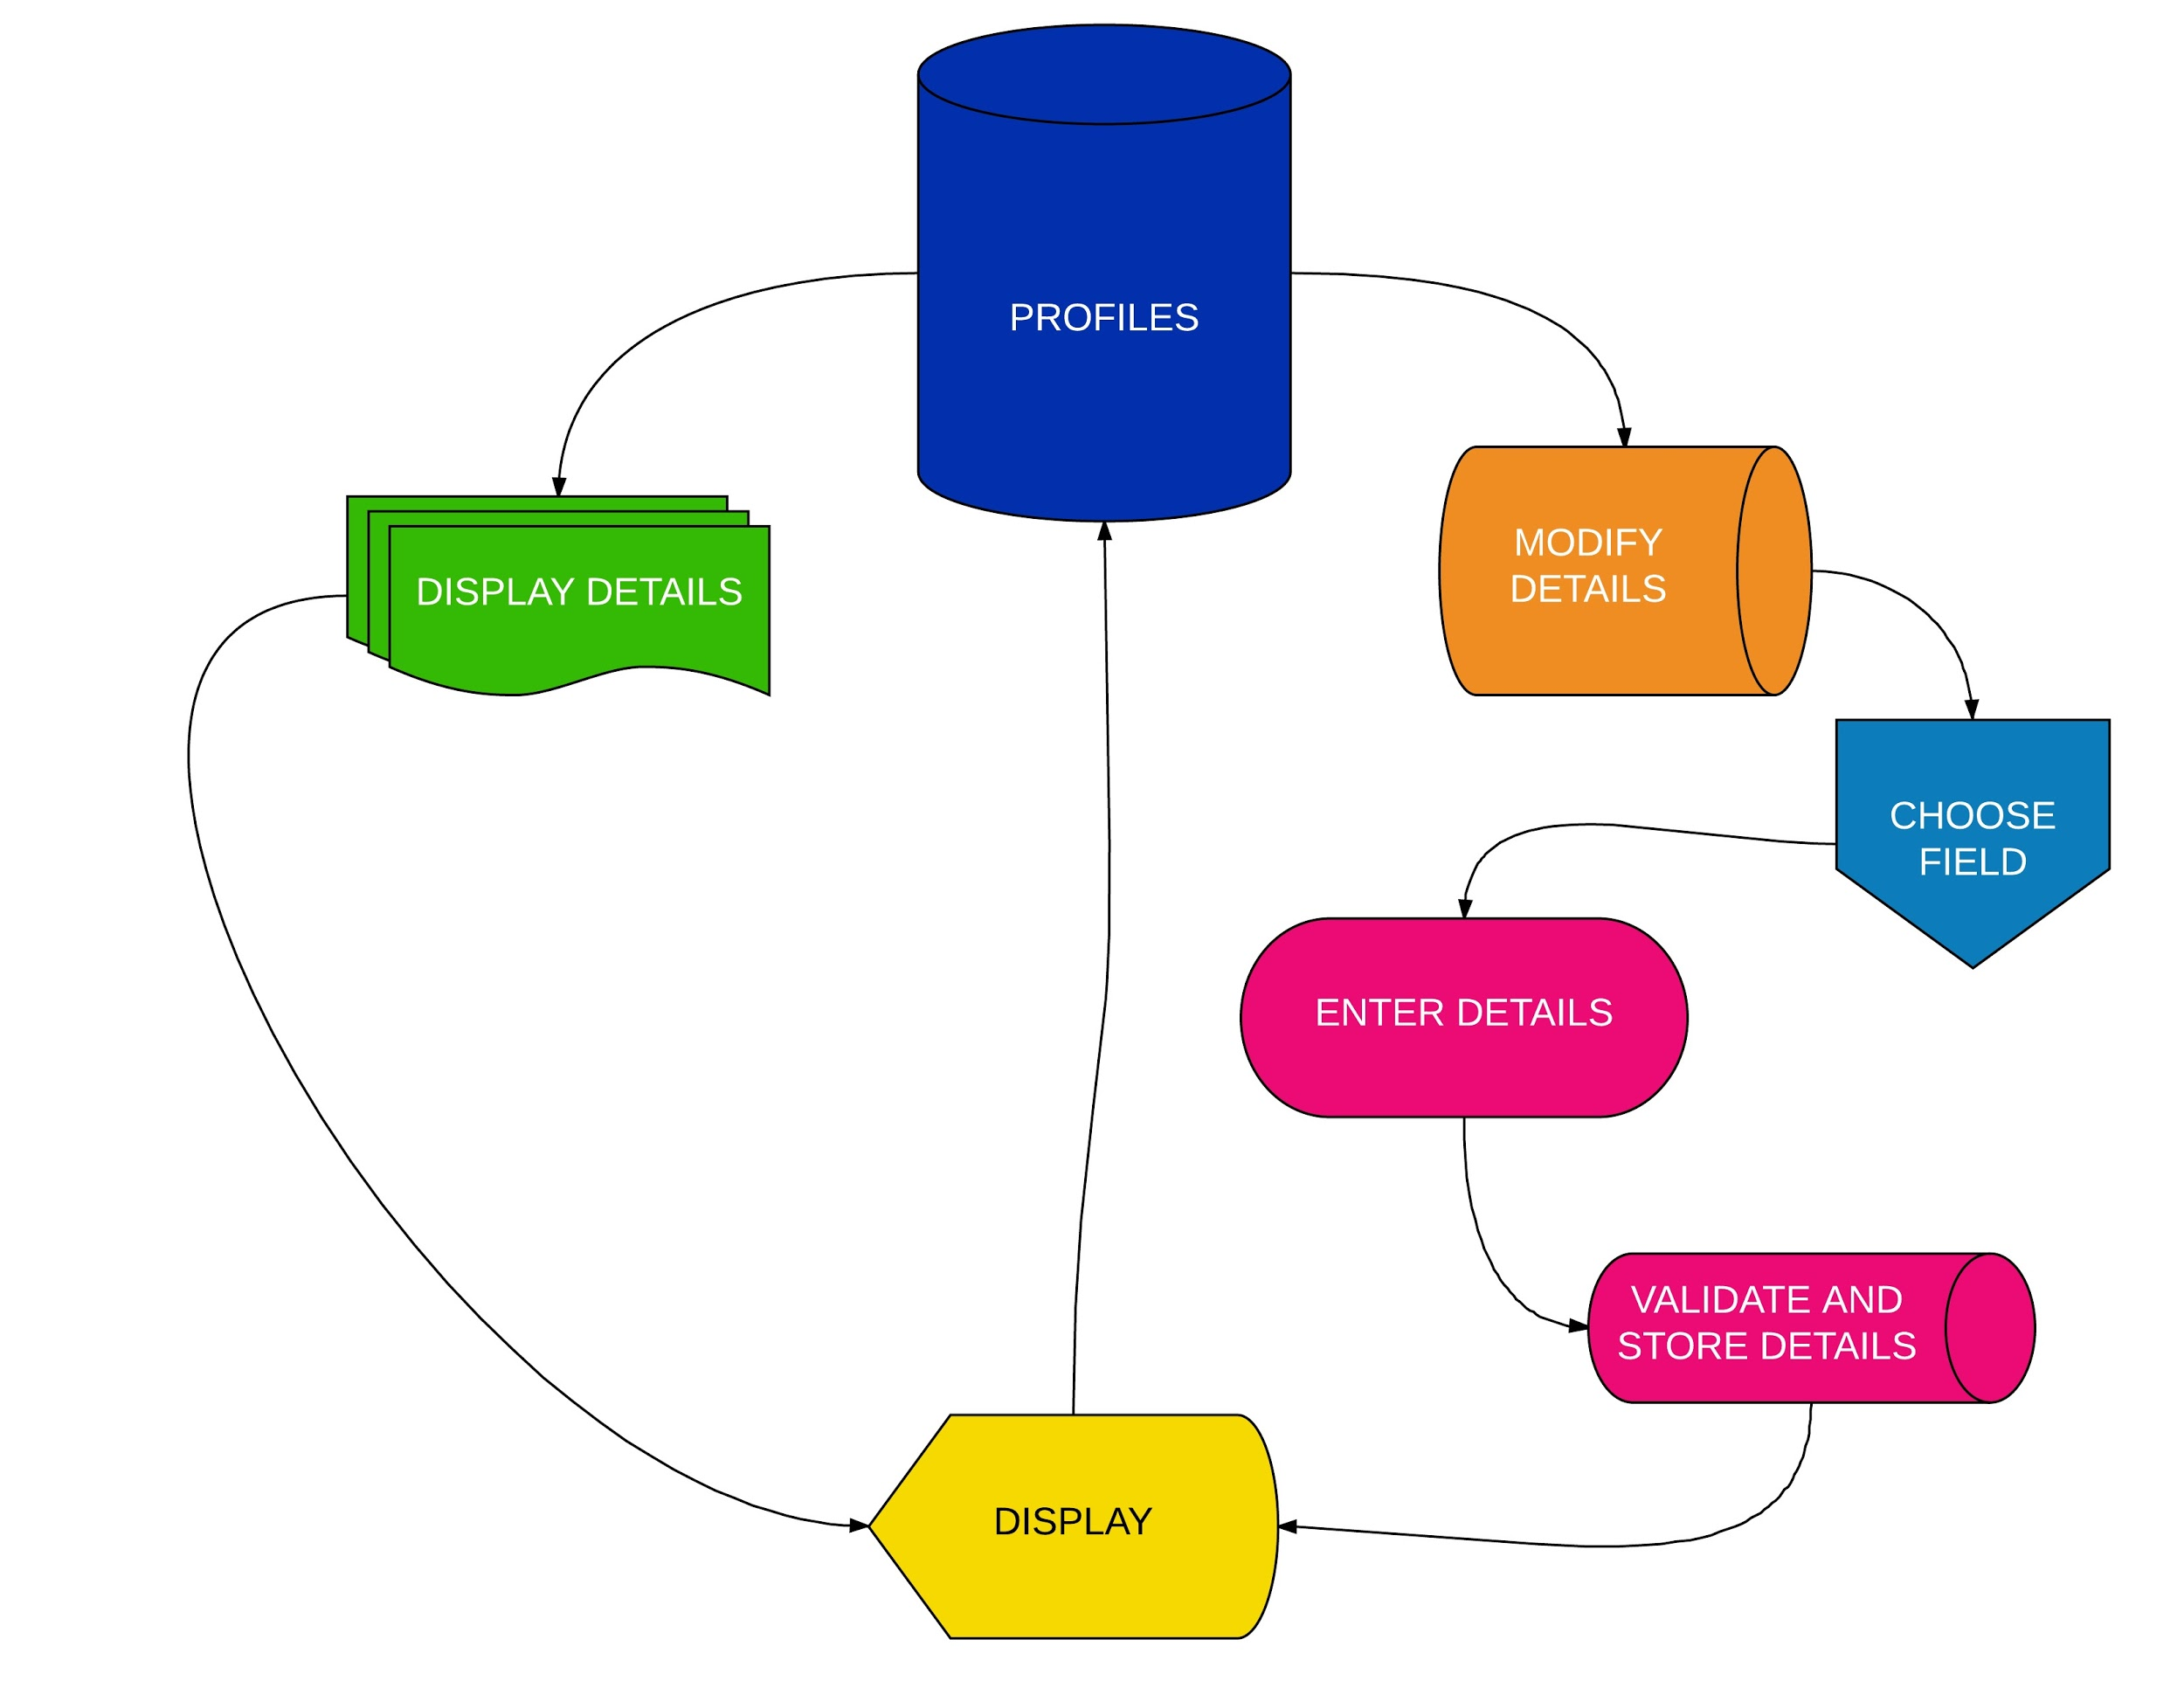 PROFILES
DISPLAY DETAILS
MODIFY
DETAILS
CHOOSE
FIELD
ENTER DETAILS
VALIDATE AND
STORE DETAILS
DISPLAY